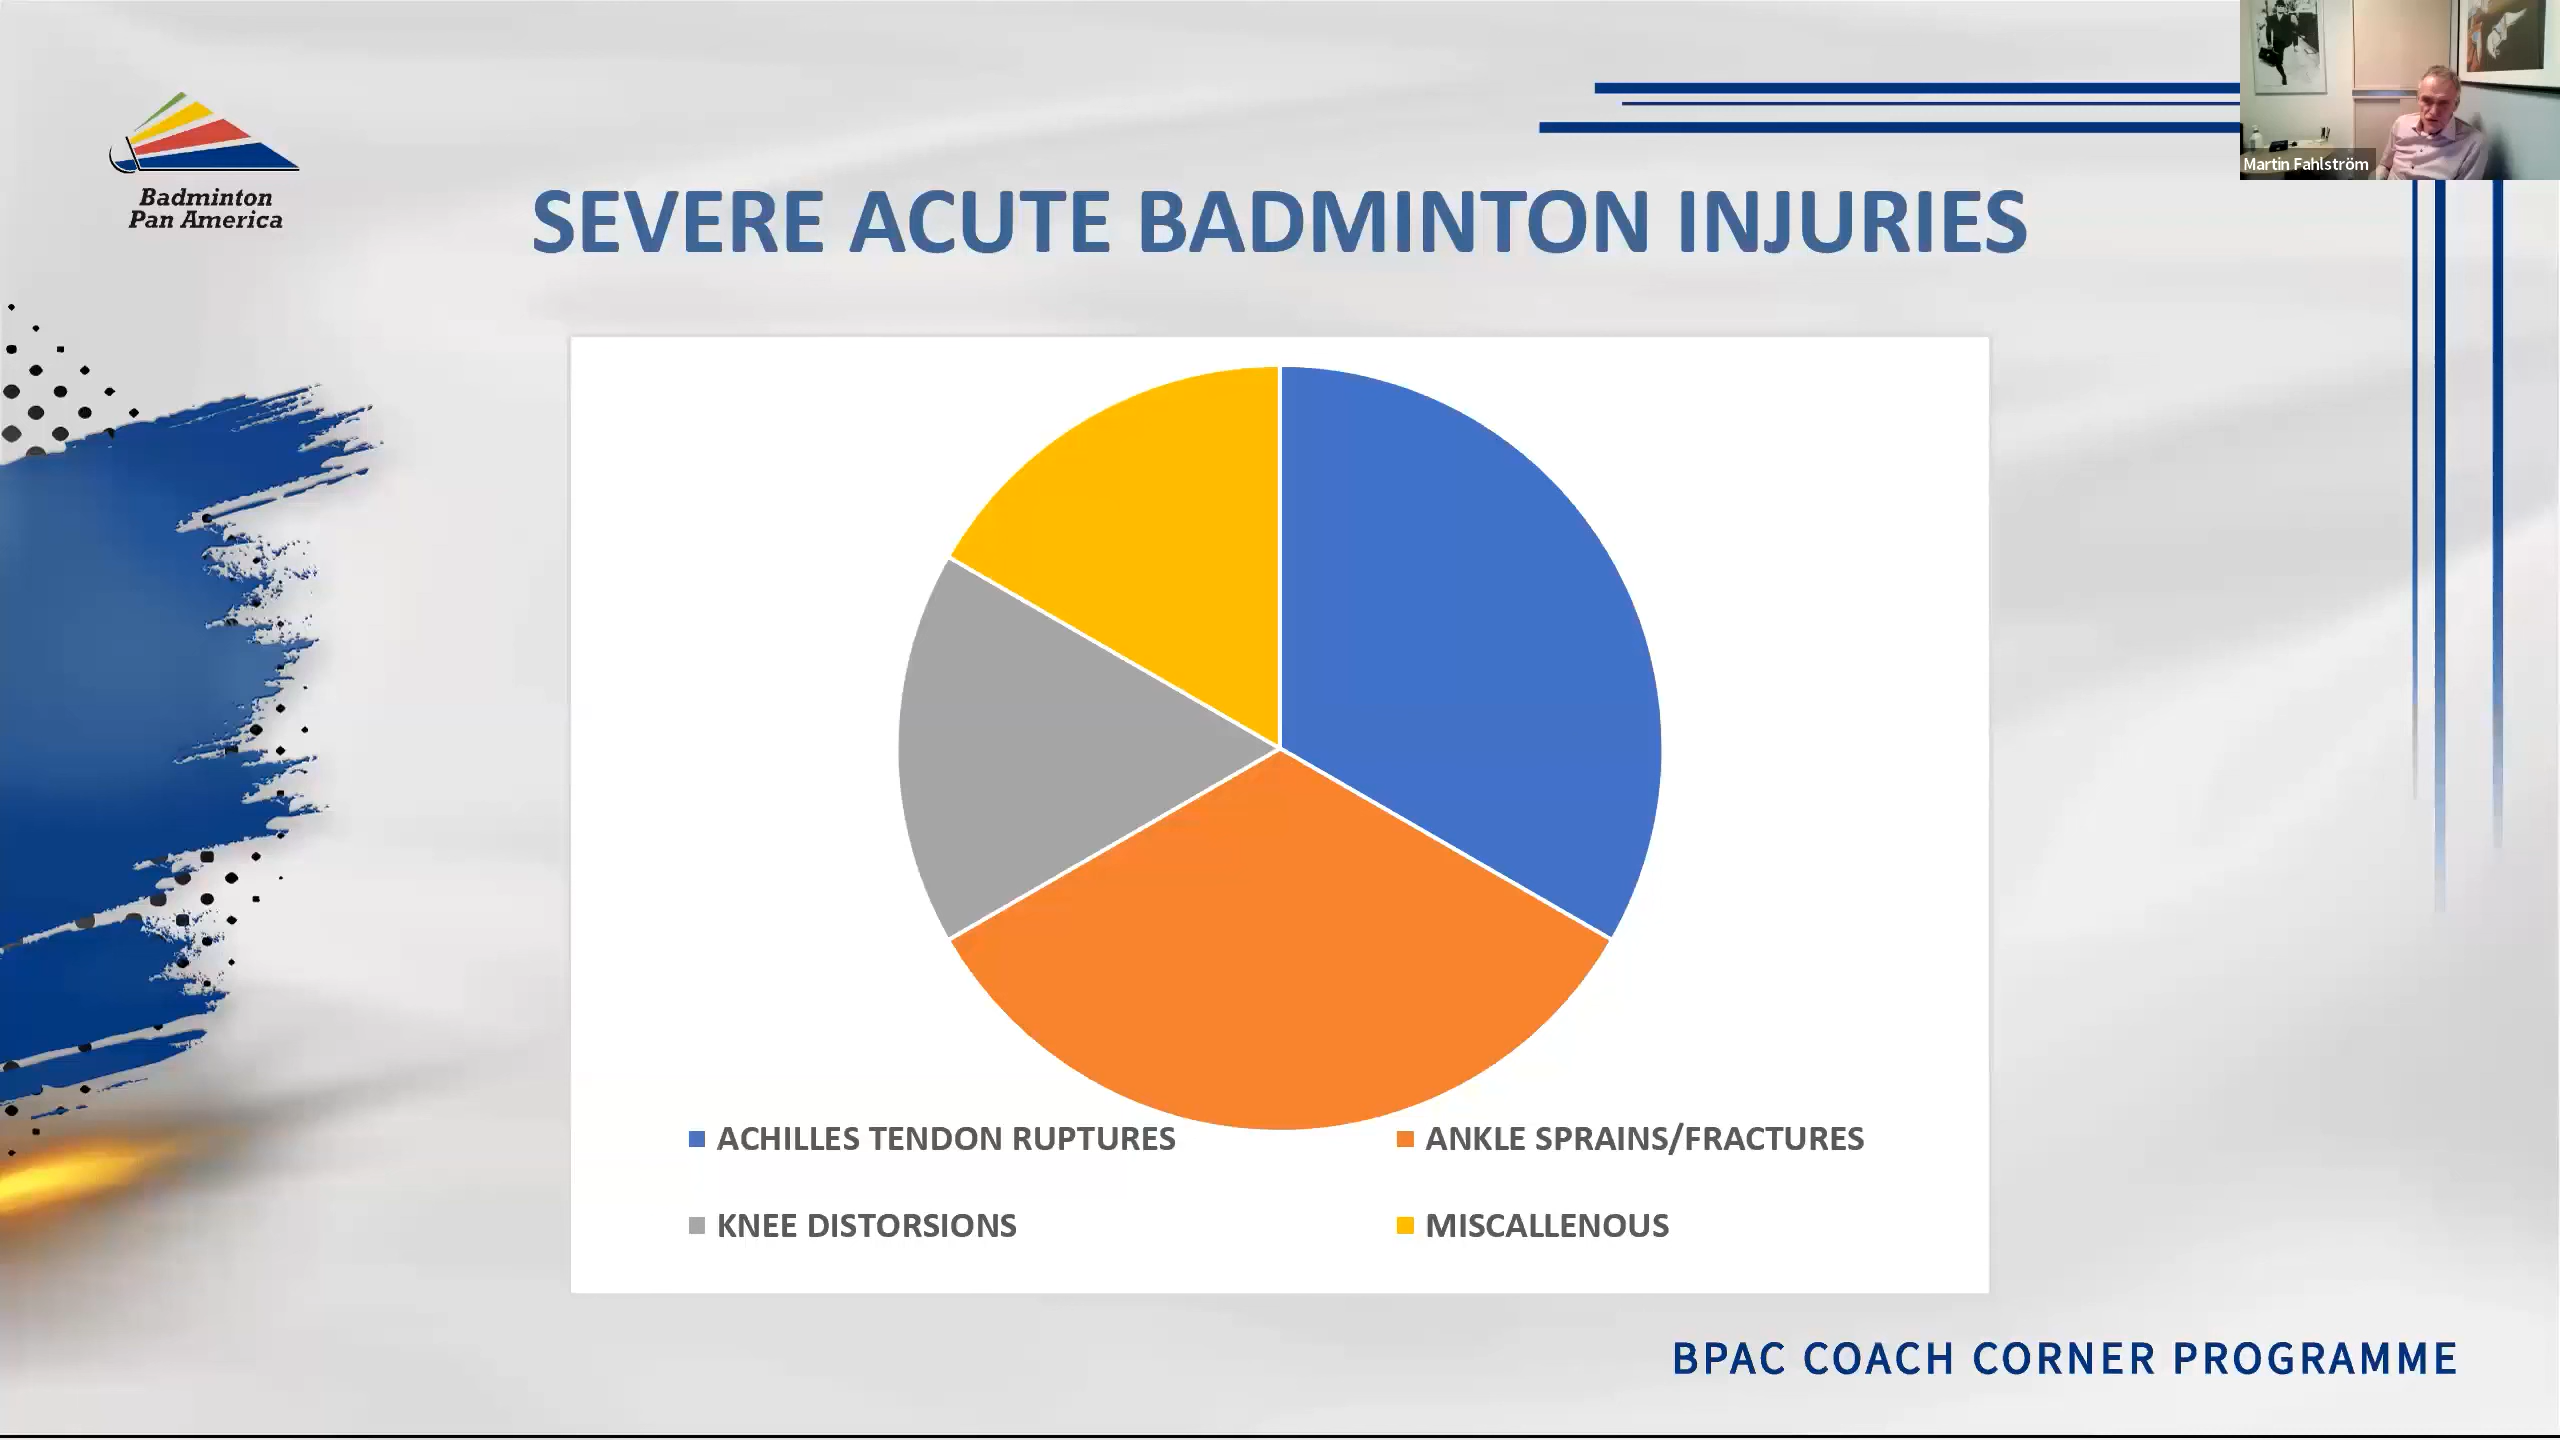 Badminton
Pan America
Martin Fahlström
SEVERE ACUTE BADMINTON INJURIES
ACHILLES TENDON RUPTURES
ANKLE SPRAINS/FRACTURES
KNEE DISTORSIONS
MISCALLENOUS
BPAC COACH CORNER PROGRAMME